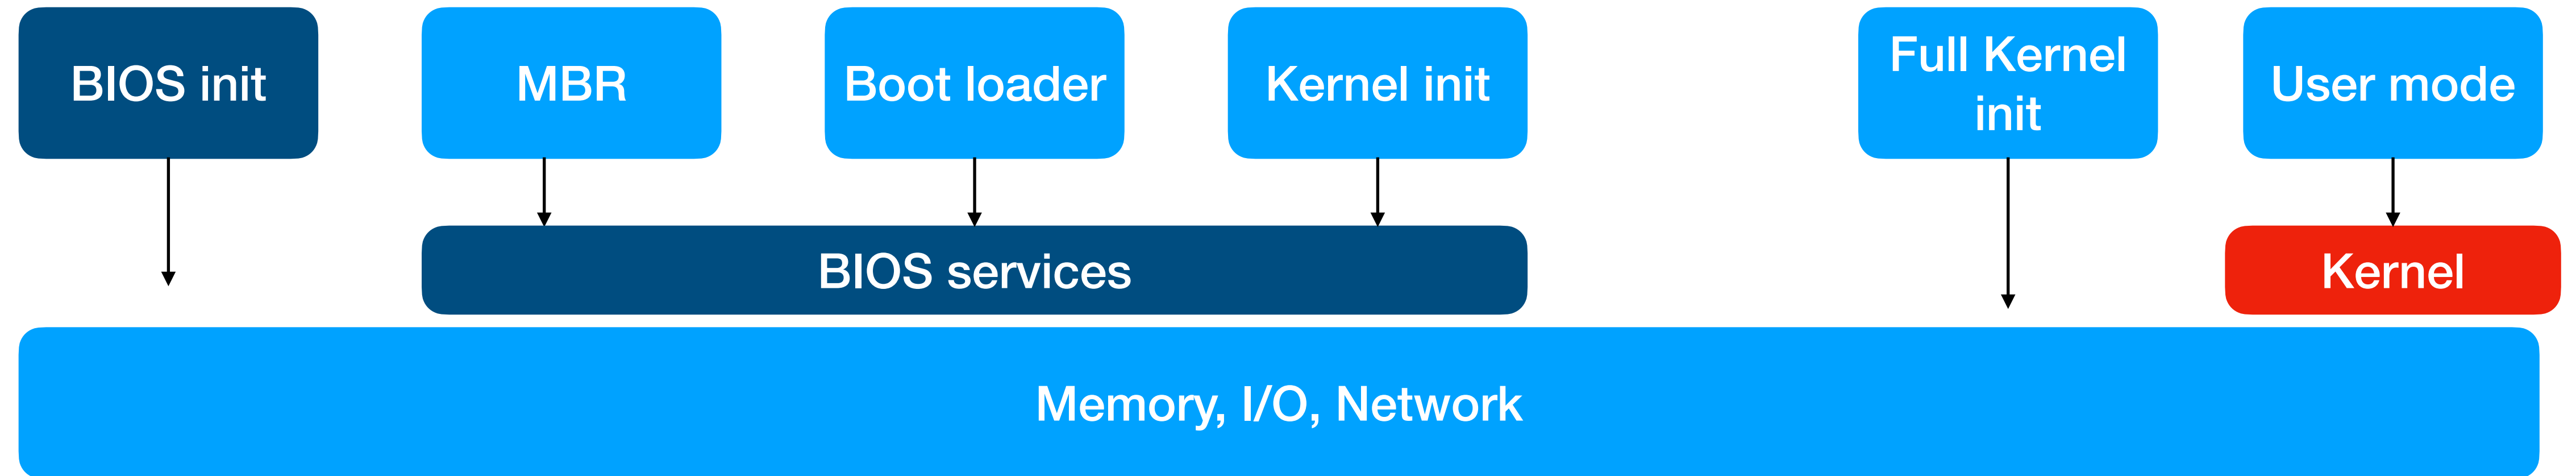 BIOS init
MBR
Boot loader
Kernel init
Full Kernel
init
User mode
BIOS services
Kernel
Memory, I/O, Network